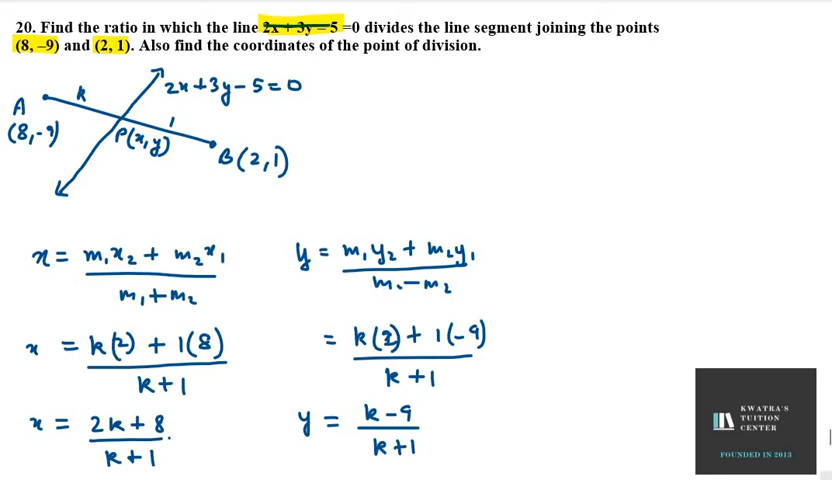 20. Find the ratio in which the line 2x + 3y – 5 =0 divides the line segment joining the points
(8, –9) and (2, 1). Also find the coordinates of the point of division.
k
2x+3y-5=0
A
(8,-9)
1
P(x,y)
B(2,1)
x = m₁x₂ + m₂x₁ / m₁+m₂
y = m₁y₂ + m₂y₁ / m₁-m₂
x = k(2) + 1(8) / k+1
= k(2) + 1(-9) / k+1
x = 2k+8 / k+1
y = k-9 / k+1
KWATRA'S
TUITION
CENTER
FOUNDED IN 2013